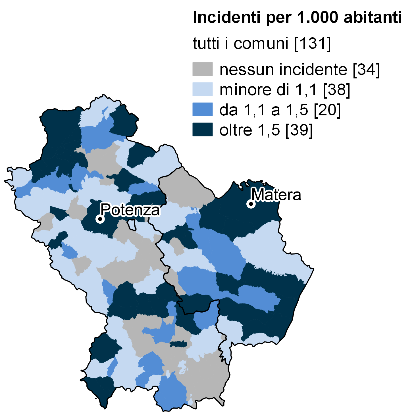 Incidenti per 1.000 abitanti
tutti i comuni [131]
nessun incidente [34]
minore di 1,1 [38]
da 1,1 a 1,5 [20]
oltre 1,5 [39]
Matera
Potenza